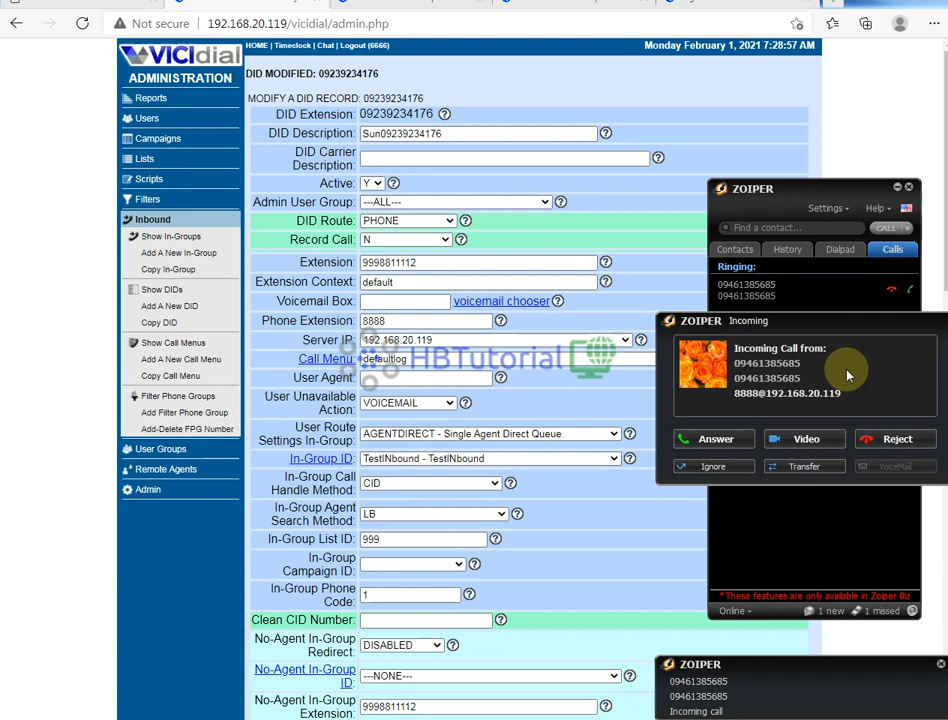 Not secure 192.168.20.119/vicidial/admin.php
VICIdial
ADMINISTRATION
Reports
Users
Campaigns
Lists
Scripts
Filters
Inbound
Show In-Groups
Add A New In-Group
Copy In-Group
Show DIDs
Add A New DID
Copy DID
Show Call Menus
Add A New Call Menu
Copy Call Menu
Filter Phone Groups
Add Filter Phone Group
Add-Delete FPG Number
User Groups
Remote Agents
Admin
HOME | Timeclock | Chat | Logout (6666) Monday February 1, 2021 7:28:57 AM
DID MODIFIED: 09239234176
MODIFY A DID RECORD: 09239234176
DID Extension: 09239234176
DID Description: Sun09239234176
DID Carrier
Description:
Active: Y
Admin User Group: ---ALL---
DID Route: PHONE
Record Call: N
Extension: 9998811112
Extension Context: default
Voicemail Box: voicemail chooser
Phone Extension: 8888
Server IP: 192.168.20.119
Call Menu: defaultlog
HBTutorial
User Agent:
User Unavailable
Action: VOICEMAIL
User Route
Settings In-Group: AGENTDIRECT - Single Agent Direct Queue
In-Group ID: TestINbound - TestINbound
In-Group Call
Handle Method: CID
In-Group Agent
Search Method: LB
In-Group List ID: 999
In-Group
Campaign ID:
In-Group Phone
Code: 1
Clean CID Number:
No-Agent In-Group
Redirect: DISABLED
No-Agent In-Group
ID: ---NONE---
No-Agent In-Group
Extension: 9998811112
ZOIPER
Settings Help
Find a contact... CALL
Contacts History Dialpad Calls
Ringing:
09461385685
09461385685
ZOIPER Incoming
Incoming Call from:
09461385685
09461385685
8888@192.168.20.119
Answer Video Reject
Ignore Transfer VoiceMail
*These features are only available in Zoiper Biz
Online 1 new 1 missed
ZOIPER
09461385685
09461385685
Incoming call